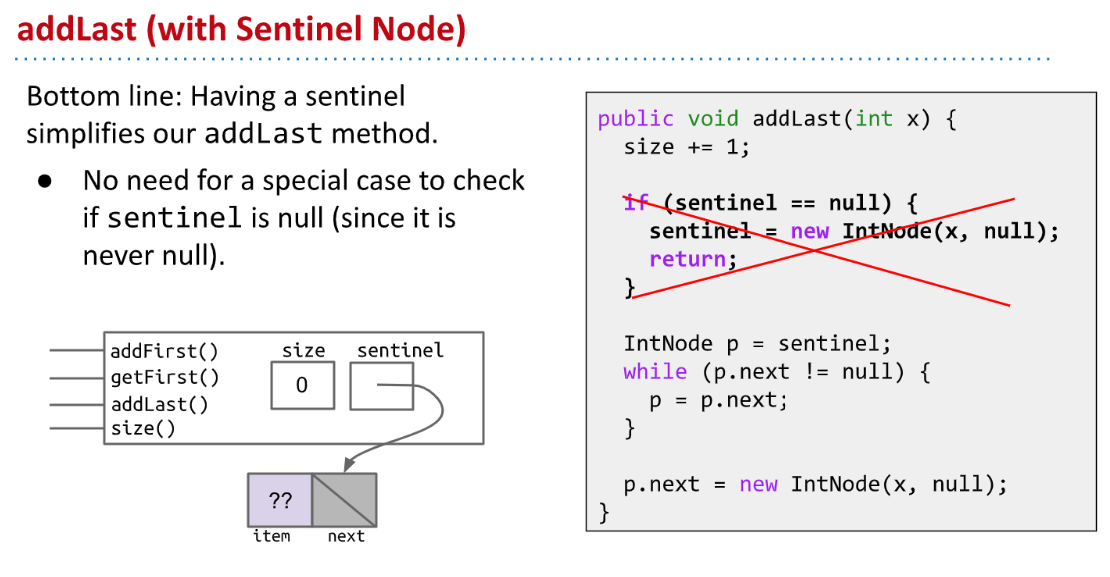 addLast (with Sentinel Node)
Bottom line: Having a sentinel
simplifies our addLast method.
● No need for a special case to check
if sentinel is null (since it is
never null).
addFirst()
getFirst()
addLast()
size()
size
0
sentinel
??
item
next
public void addLast(int x) {
size += 1;
if (sentinel == null) {
sentinel = new IntNode(x, null);
return;
}
IntNode p = sentinel;
while (p.next != null) {
p = p.next;
}
p.next = new IntNode(x, null);
}